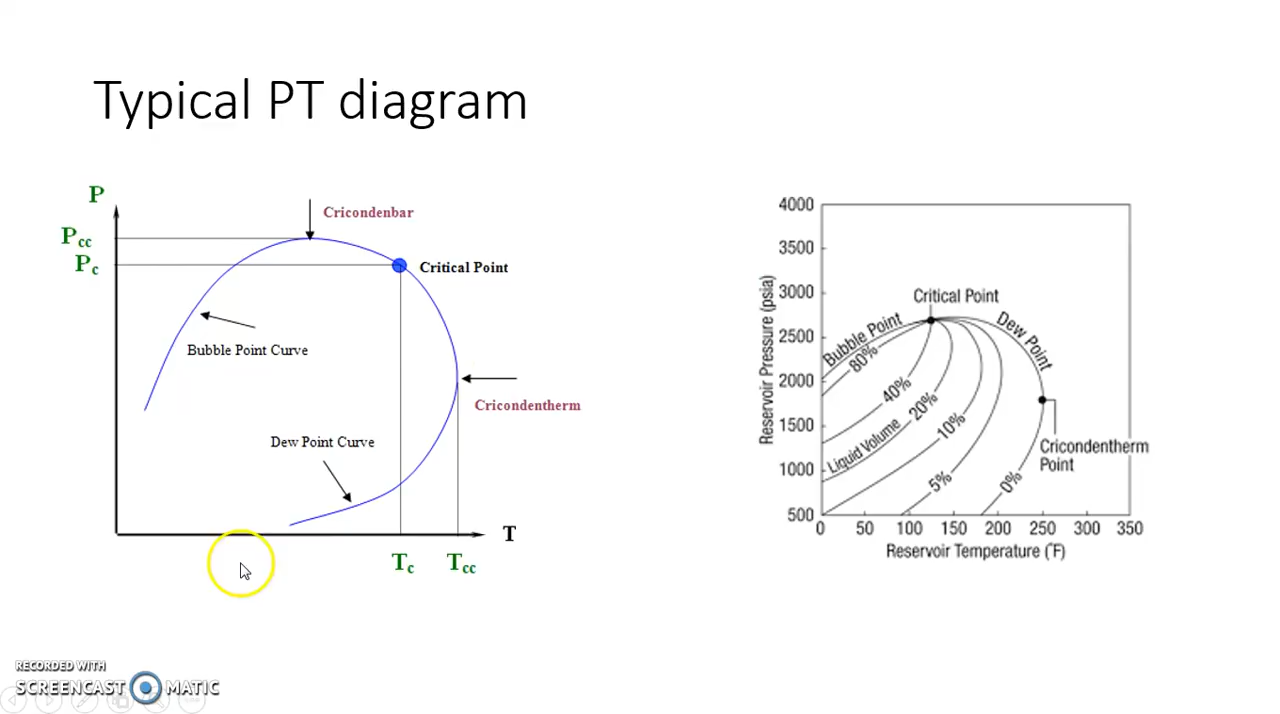 Typical PT diagram
P
Cricondenbar
Pcc
Pc
Critical Point
Bubble Point Curve
Cricondentherm
Dew Point Curve
T
Tc
Tcc
4000
3500
3000
2500
2000
1500
1000
500
Reservoir Pressure (psia)
Critical Point
Bubble Point
Dew Point
80%
40%
20%
Liquid Volume
10%
5%
0%
Cricondentherm
Point
0 50 100 150 200 250 300 350
Reservoir Temperature (°F)
RECORDED WITH
SCREENCAST MATIC